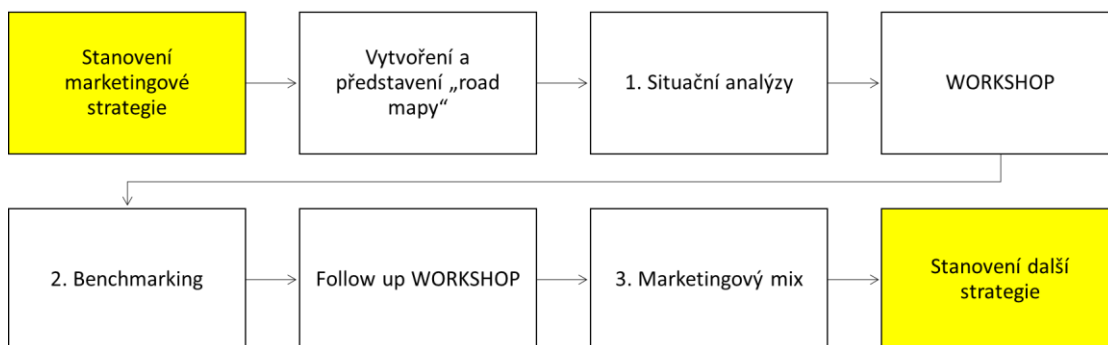 Stanovení
marketingové
strategie
Vytvoření a
představení „road
mapy“
1. Situační analýzy
WORKSHOP
2. Benchmarking
Follow up WORKSHOP
3. Marketingový mix
Stanovení další
strategie